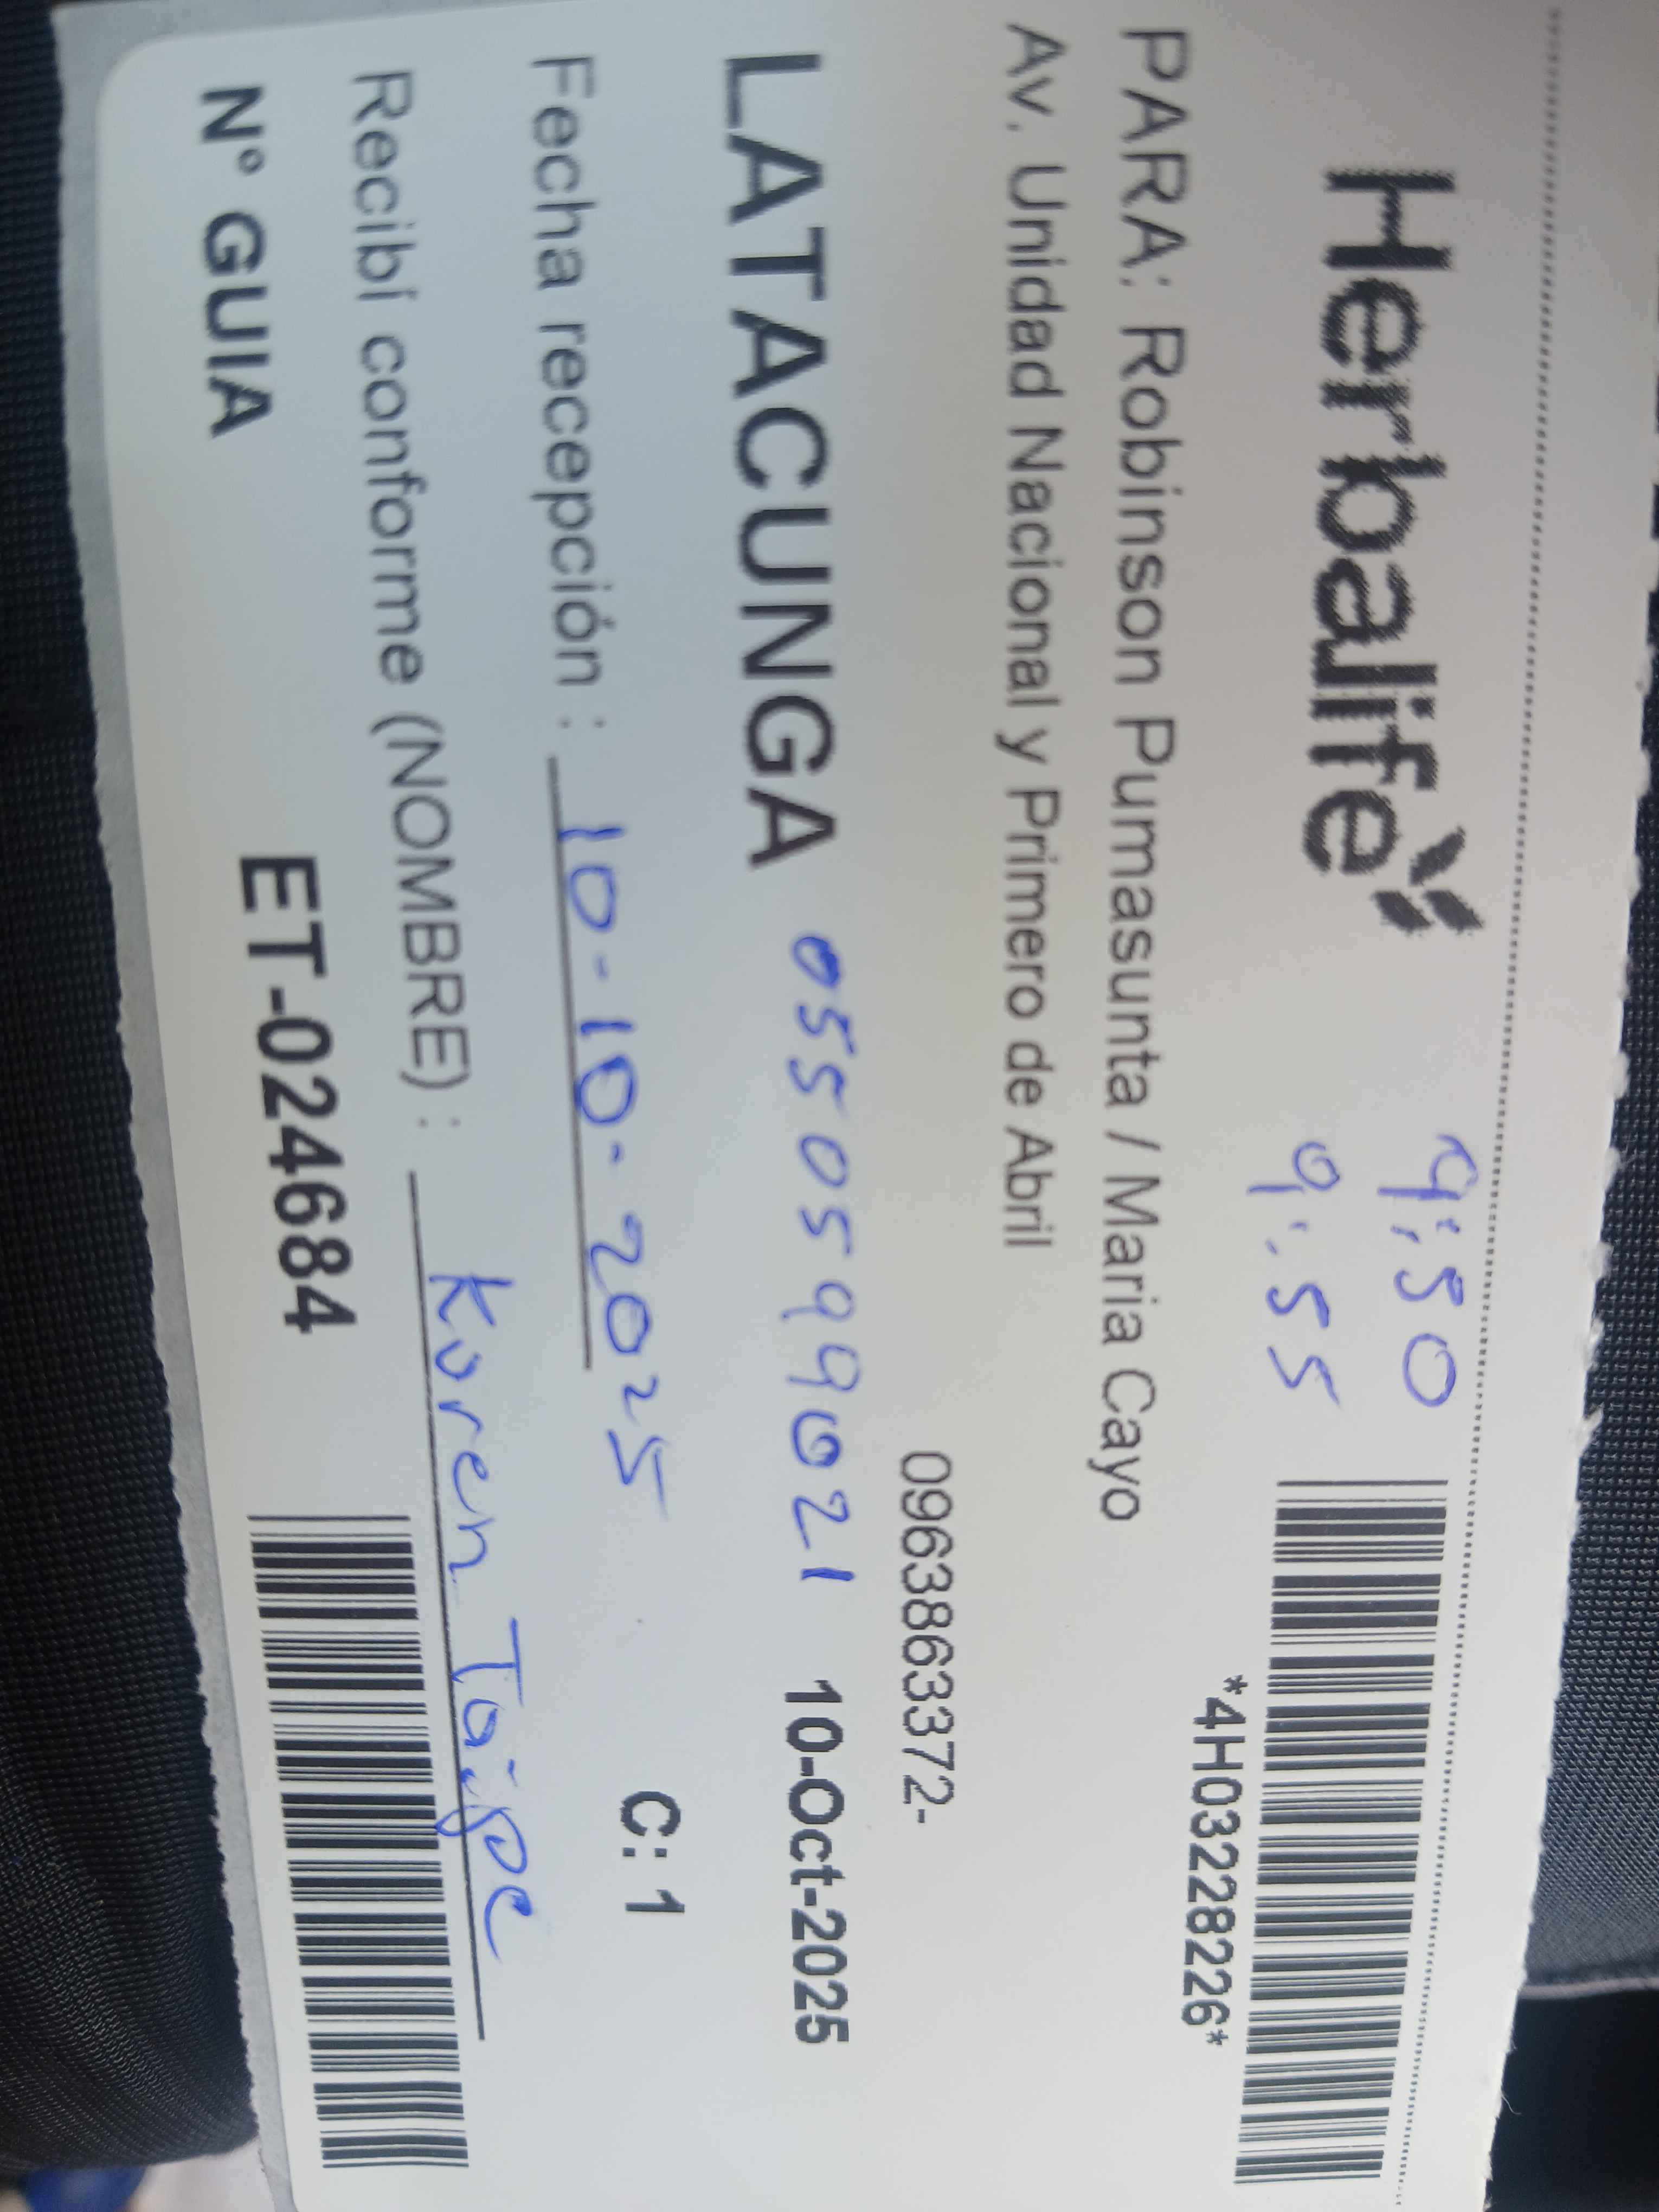 Herbalife
9:50
9:55
*4H03228226*
PARA: Robinson Pumasunta / Maria Cayo
Av. Unidad Nacional y Primero de Abril
0963863372-
LATACUNGA 0550599021 10-Oct-2025
Fecha recepción : 10-10-2025 C: 1
Recibí conforme (NOMBRE) : Karen Taipe
N° GUIA ET-024684